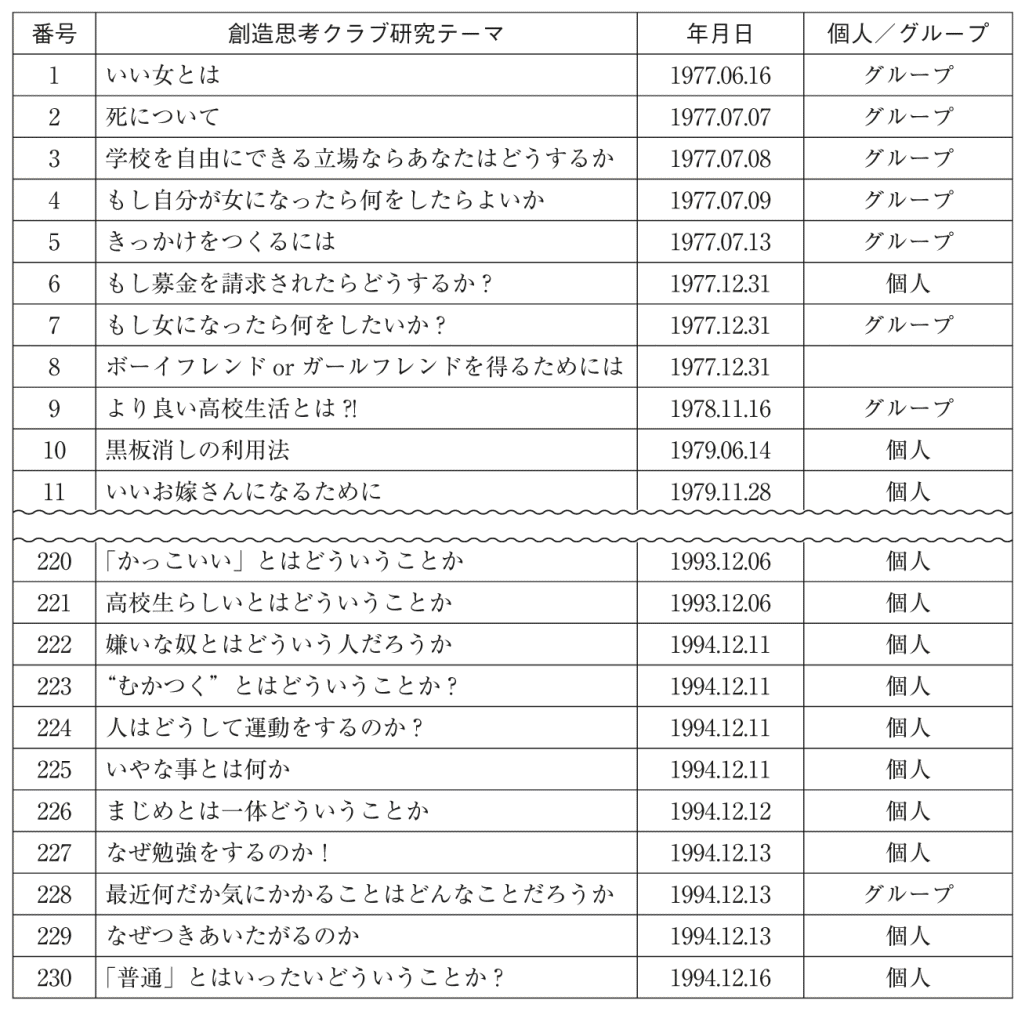 番号 創造思考クラブ研究テーマ 年月日 個人／グループ
1 いい女とは 1977.06.16 グループ
2 死について 1977.07.07 グループ
3 学校を自由にできる立場ならあなたはどうするか 1977.07.08 グループ
4 もし自分が女になったら何をしたらよいか 1977.07.09 グループ
5 きっかけをつくるには 1977.07.13 グループ
6 もし募金を請求されたらどうするか？ 1977.12.31 個人
7 もし女になったら何をしたいか？ 1977.12.31 グループ
8 ボーイフレンド or ガールフレンドを得るためには 1977.12.31
9 より良い高校生活とは?! 1978.11.16 グループ
10 黒板消しの利用法 1979.06.14 個人
11 いいお嫁さんになるために 1979.11.28 個人
220 「かっこいい」とはどういうことか 1993.12.06 個人
221 高校生らしいとはどういうことか 1993.12.06 個人
222 嫌いな奴とはどういう人だろうか 1994.12.11 個人
223 “むかつく”とはどういうことか？ 1994.12.11 個人
224 人はどうして運動をするのか？ 1994.12.11 個人
225 いやな事とは何か 1994.12.11 個人
226 まじめとは一体どういうことか 1994.12.12 個人
227 なぜ勉強をするのか！ 1994.12.13 個人
228 最近何だか気にかかることはどんなことだろうか 1994.12.13 グループ
229 なぜつきあいたがるのか 1994.12.13 個人
230 「普通」とはいったいどういうことか？ 1994.12.16 個人